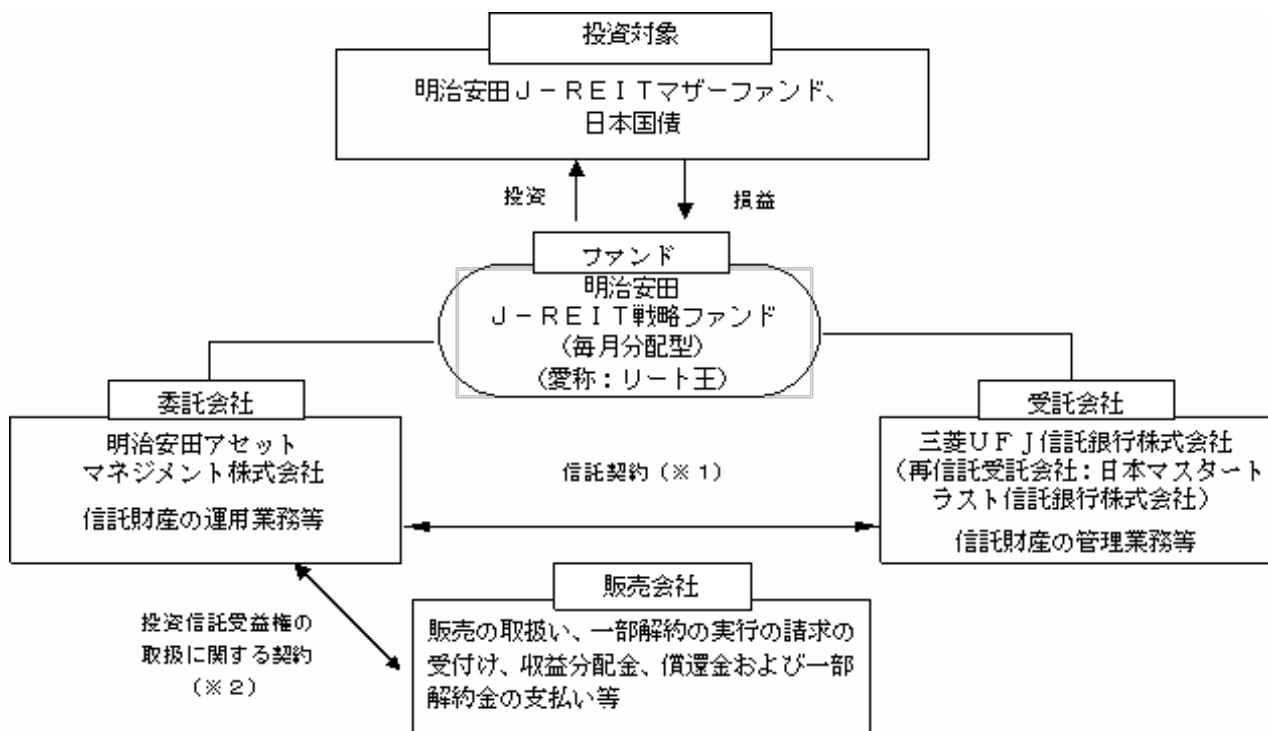 投資対象
明治安田J-REITマザーファンド、
日本国債
投資
損益
ファンド
明治安田
J-REIT戦略ファンド
(毎月分配型)
(愛称:リート王)
委託会社
明治安田アセット
マネジメント株式会社
信託財産の運用業務等
信託契約(※1)
受託会社
三菱UFJ信託銀行株式会社
(再信託受託会社:日本マスタート
ラスト信託銀行株式会社)
信託財産の管理業務等
投資信託受益権の
取扱に関する契約
(※2)
販売会社
販売の取扱い、一部解約の実行の請求の
受付け、収益分配金、償還金および一部
解約金の支払い等